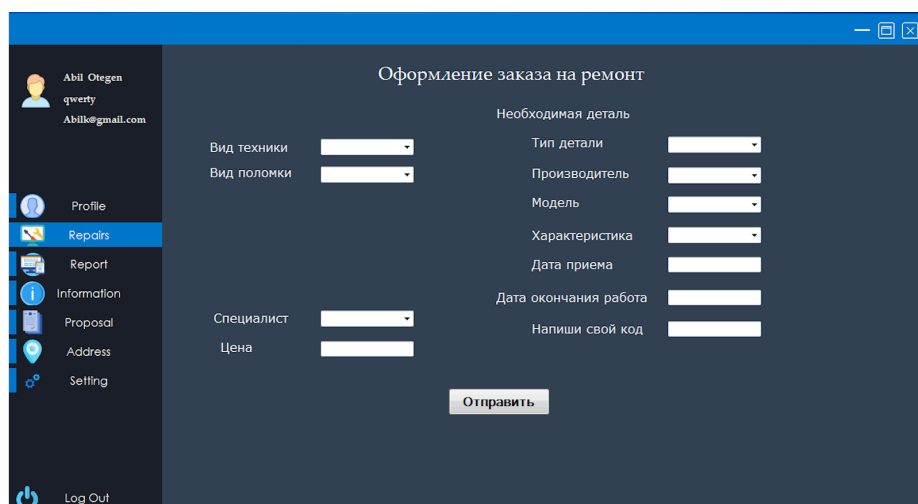 Abil Otegen
qwerty
Abilk@gmail.com
Profile
Repairs
Report
Information
Proposal
Address
Setting
Log Out
Оформление заказа на ремонт
Вид техники
Вид поломки
Специалист
Цена
Необходимая деталь
Тип детали
Производитель
Модель
Характеристика
Дата приема
Дата окончания работа
Напиши свой код
Отправить